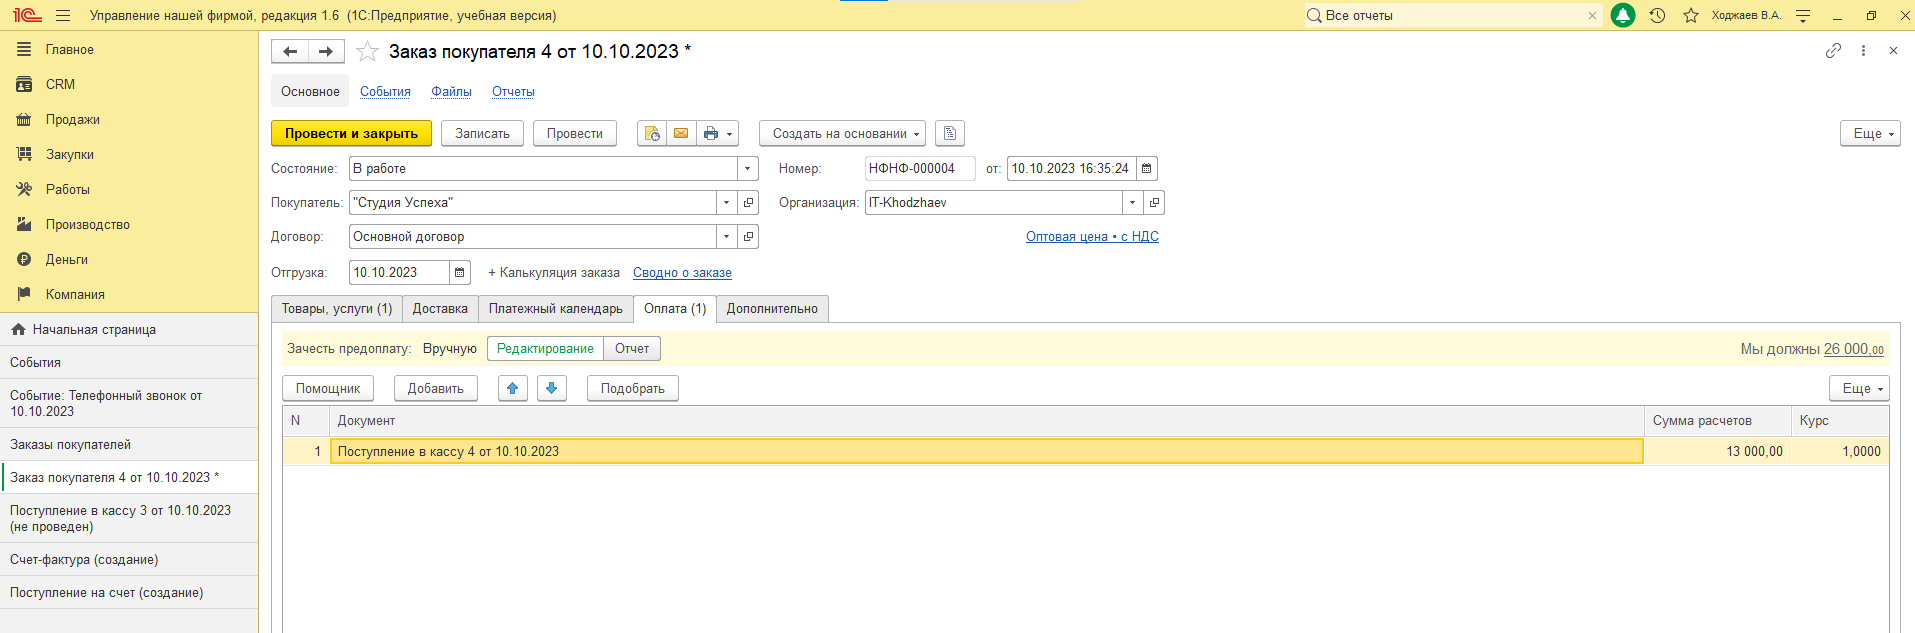 1С Управление нашей фирмой, редакция 1.6 (1С:Предприятие, учебная версия)
Все отчеты
Ходжаев В.А.
Главное
CRM
Продажи
Закупки
Работы
Производство
Деньги
Компания
Начальная страница
События
Событие: Телефонный звонок от
10.10.2023
Заказы покупателей
Заказ покупателя 4 от 10.10.2023 *
Поступление в кассу 3 от 10.10.2023
(не проведен)
Счет-фактура (создание)
Поступление на счет (создание)
Заказ покупателя 4 от 10.10.2023 *
Основное События Файлы Отчеты
Провести и закрыть Записать Провести Создать на основании Еще
Состояние: В работе Номер: НФНФ-000004 от: 10.10.2023 16:35:24
Покупатель: "Студия Успеха" Организация: IT-Khodzhaev
Договор: Основной договор Оптовая цена • с НДС
Отгрузка: 10.10.2023 + Калькуляция заказа Сводно о заказе
Товары, услуги (1) Доставка Платежный календарь Оплата (1) Дополнительно
Зачесть предоплату: Вручную Редактирование Отчет Мы должны 26 000,00
Помощник Добавить Подобрать Еще
N Документ Сумма расчетов Курс
1 Поступление в кассу 4 от 10.10.2023 13 000,00 1,0000